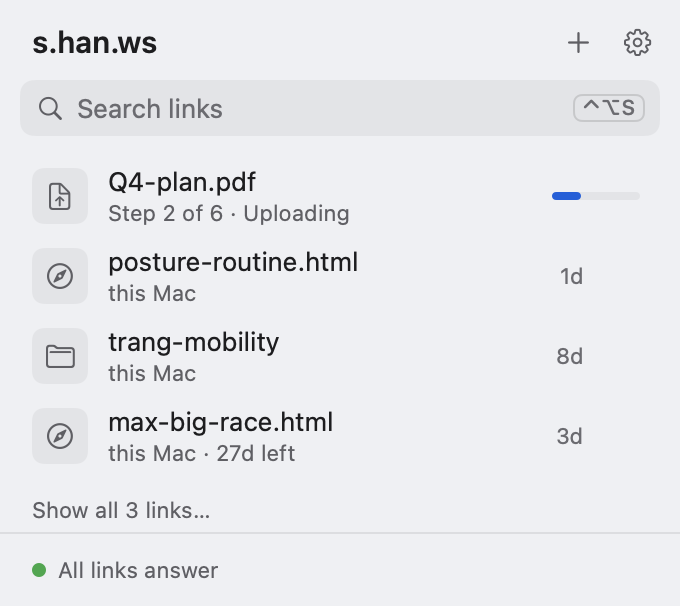 s.han.ws
Search links
⌃⌥S
Q4-plan.pdf
Step 2 of 6 · Uploading
posture-routine.html
this Mac
1d
trang-mobility
this Mac
8d
max-big-race.html
this Mac · 27d left
3d
Show all 3 links...
All links answer